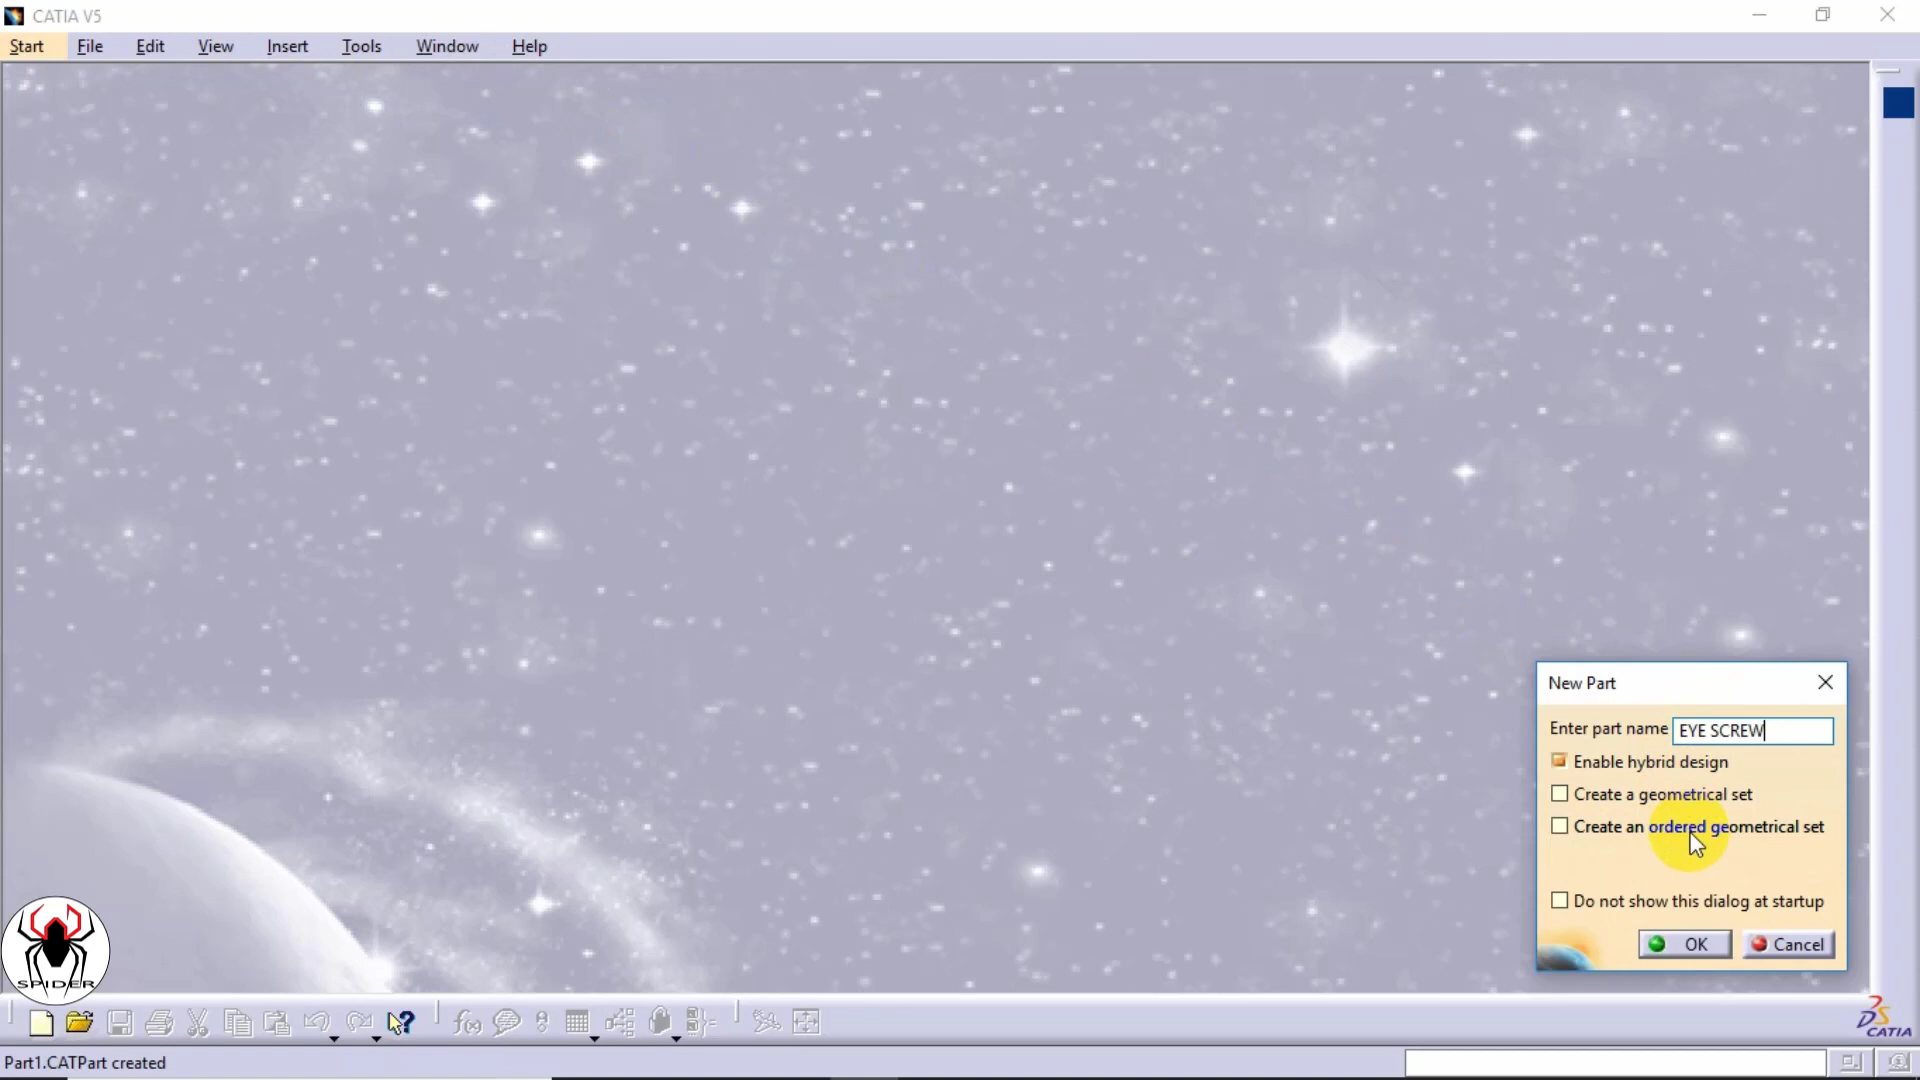 CATIA V5
Start File Edit View Insert Tools Window Help
New Part
Enter part name EYE SCREW
Enable hybrid design
Create a geometrical set
Create an ordered geometrical set
Do not show this dialog at startup
OK Cancel
SPIDER
f(x)
CATIA
Part1.CATPart created